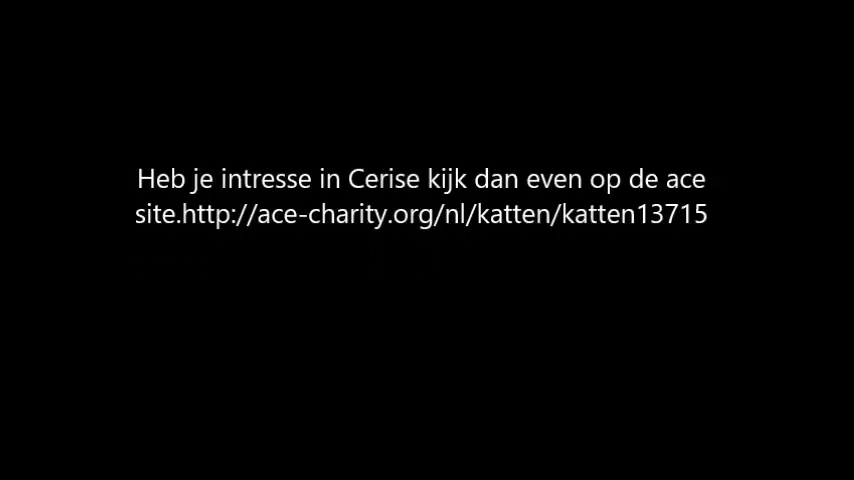 Heb je intresse in Cerise kijk dan even op de ace
site.http://ace-charity.org/nl/katten/katten13715